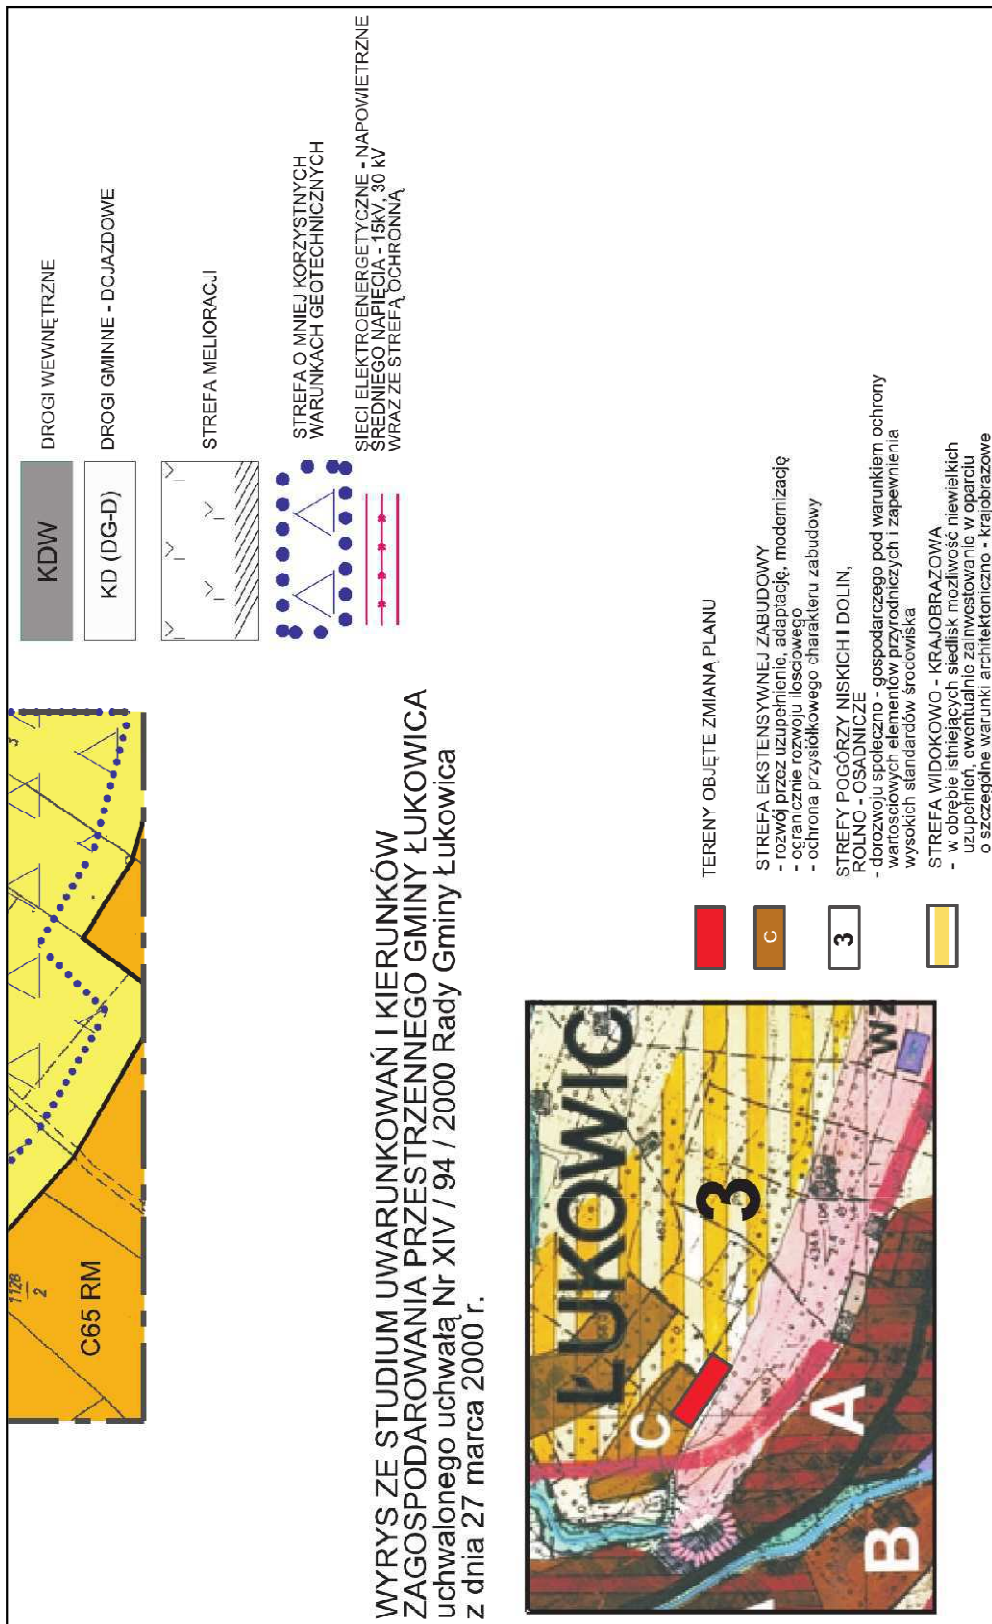 KDW
DROGI WEWNĘTRZNE
KD (DG-D)
DROGI GMINNE - DOJAZDOWE
STREFA MELIORACJI
STREFA O MNIEJ KORZYSTNYCH
WARUNKACH GEOTECHNICZNYCH
SIECI ELEKTROENERGETYCZNE - NAPOWIETRZNE
ŚREDNIEGO NAPIĘCIA - 15kV, 30 kV
WRAZ ZE STREFĄ OCHRONNĄ
3
1128
2
C65 RM
WYRYS ZE STUDIUM UWARUNKOWAŃ I KIERUNKÓW
ZAGOSPODAROWANIA PRZESTRZENNEGO GMINY ŁUKOWICA
uchwalonego uchwałą Nr XIV / 94 / 2000 Rady Gminy Łukowica
z dnia 27 marca 2000 r.
ŁUKOWIC
C
3
A
B
WZ
TERENY OBJĘTE ZMIANĄ PLANU
C
STREFA EKSTENSYWNEJ ZABUDOWY
- rozwój przez uzupełnienie, adaptację, modernizację
- ogranicznie rozwoju ilościowego
- ochrona przysiółkowego charakteru zabudowy
3
STREFY POGÓRZY NISKICH I DOLIN,
ROLNO - OSADNICZE
- dorozwoju społeczno - gospodarczego pod warunkiem ochrony
wartościowych elementów przyrodniczych i zapewnienia
wysokich standardów środowiska
STREFA WIDOKOWO - KRAJOBRAZOWA
- w obrębie istniejących siedlisk możliwość niewielkich
uzupełnień, ewentualnie zainwestowanie w oparciu
o szczególne warunki architektoniczno - krajobrazowe